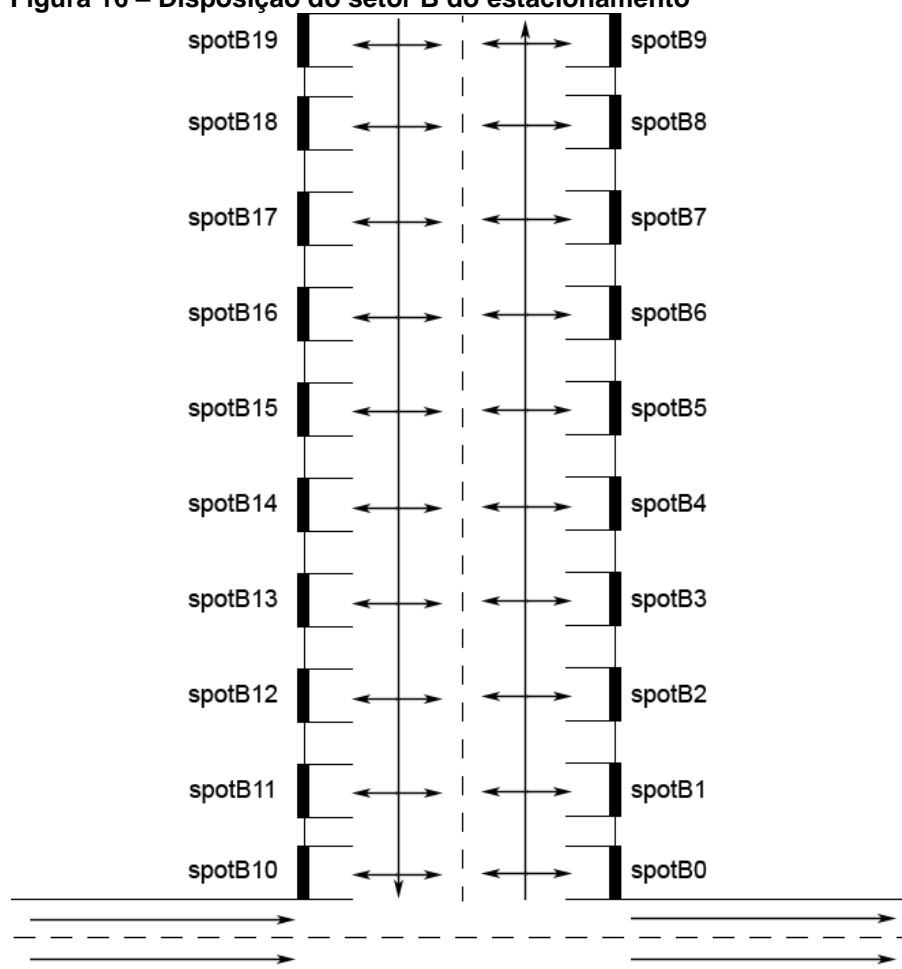 Figura 16 – Disposição do setor B do estacionamento
spotB19 spotB9
spotB18 spotB8
spotB17 spotB7
spotB16 spotB6
spotB15 spotB5
spotB14 spotB4
spotB13 spotB3
spotB12 spotB2
spotB11 spotB1
spotB10 spotB0